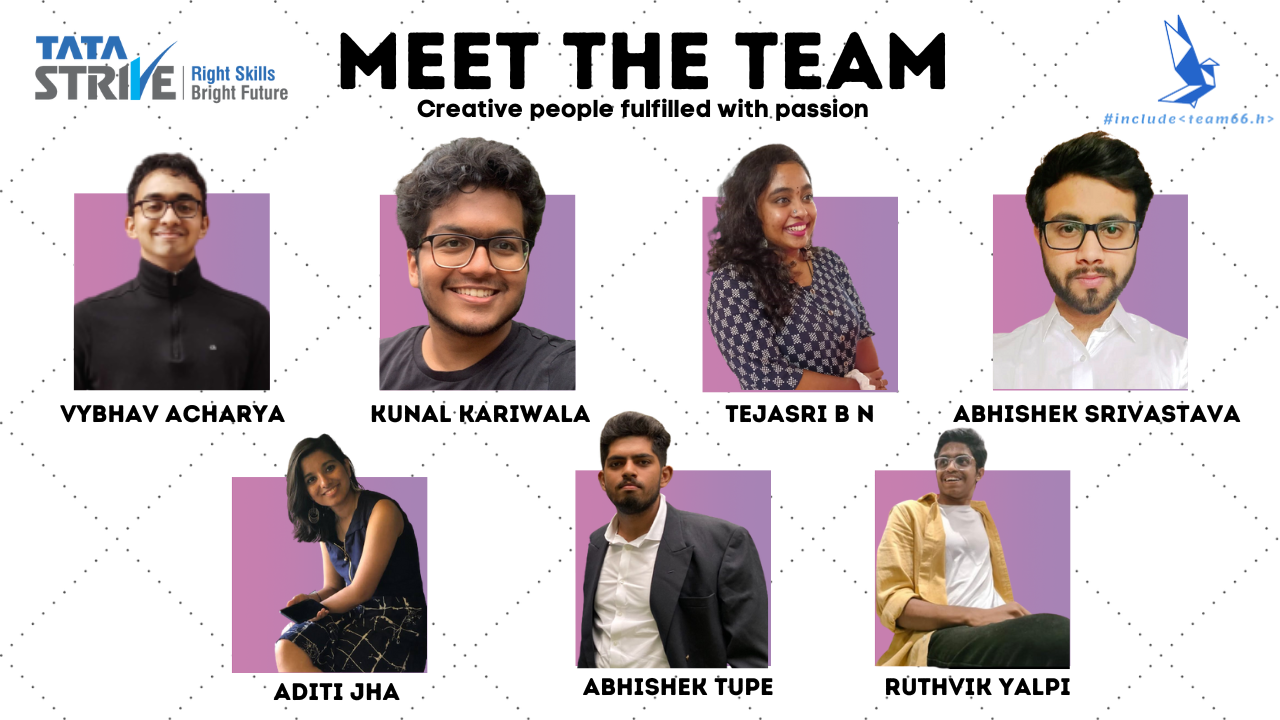 TATA
STRIVE
Right Skills
Bright Future
MEET THE TEAM
Creative people fulfilled with passion
#include<team66.h>
VYBHAV ACHARYA
KUNAL KARIWALA
TEJASRI B N
ABHISHEK SRIVASTAVA
ADITI JHA
ABHISHEK TUPE
RUTHVIK YALPI